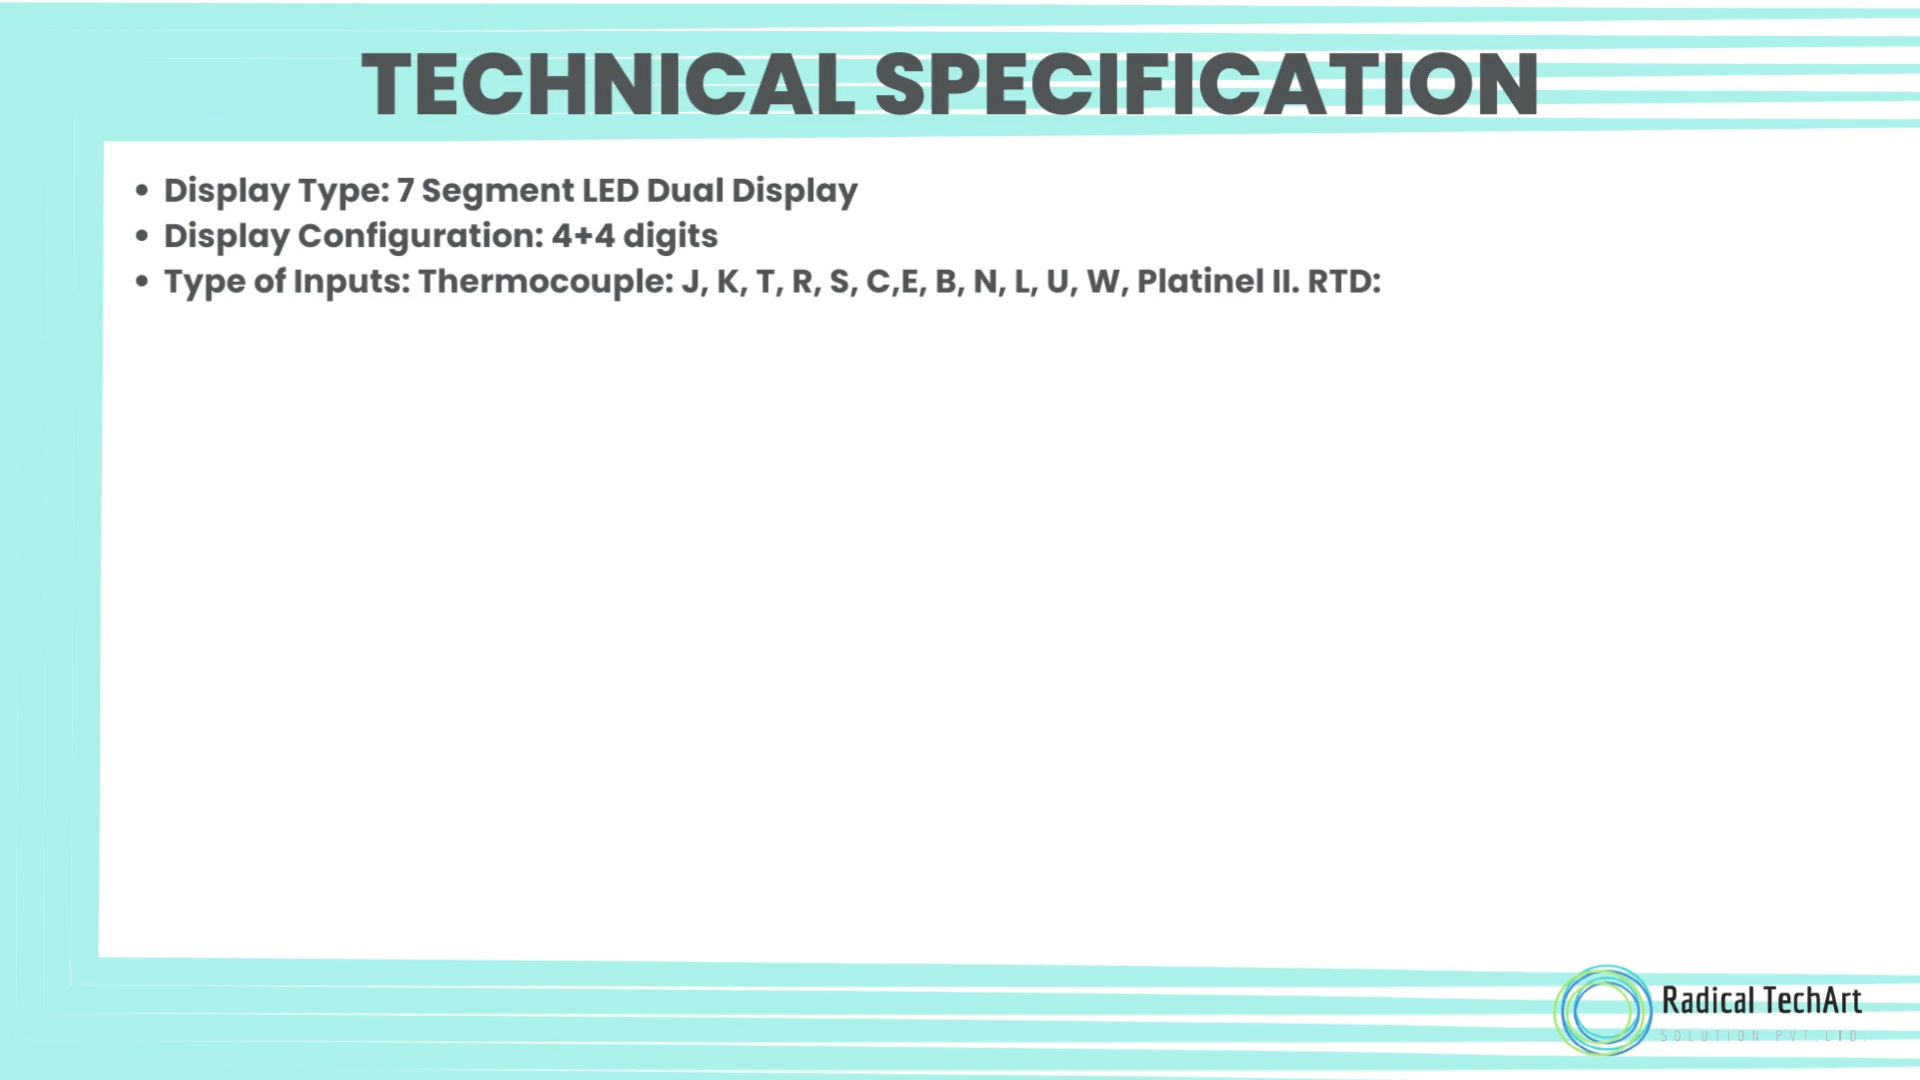 TECHNICAL SPECIFICATION
• Display Type: 7 Segment LED Dual Display
• Display Configuration: 4+4 digits
• Type of Inputs: Thermocouple: J, K, T, R, S, C,E, B, N, L, U, W, Platinel II. RTD:
Radical TechArt
SOLUTION PVT.LTD.